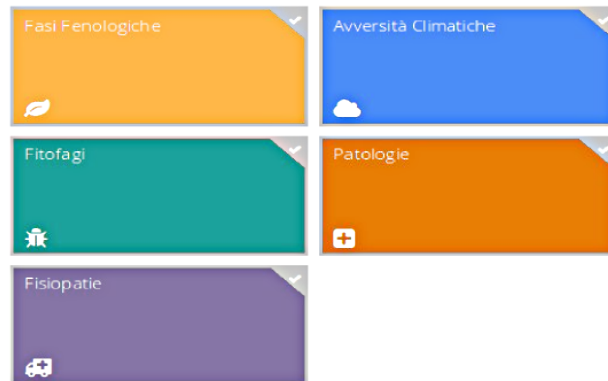 Fasi Fenologiche
Avversità Climatiche
Fitofagi
Patologie
Fisiopatie